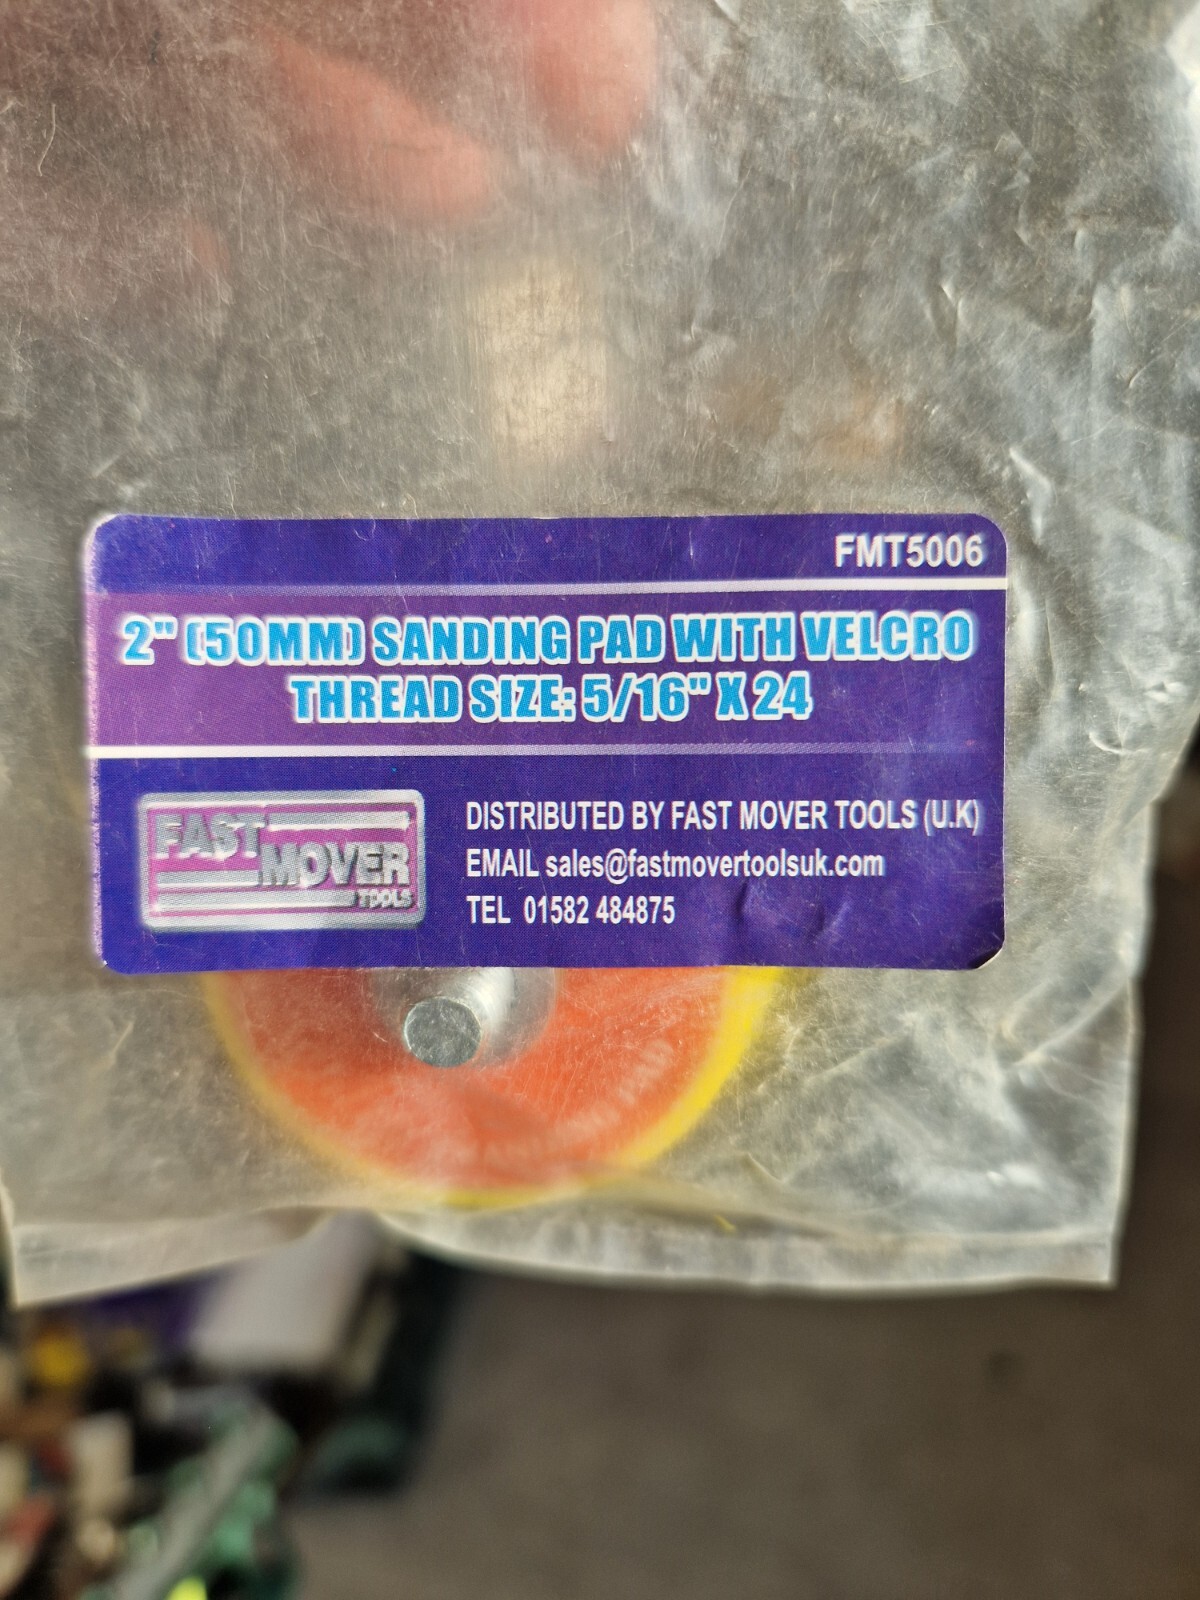 FMT5006
2" (50MM) SANDING PAD WITH VELCRO
THREAD SIZE: 5/16" X 24
FAST
MOVER
TOOLS
DISTRIBUTED BY FAST MOVER TOOLS (U.K)
EMAIL sales@fastmovertoolsuk.com
TEL 01582 484875